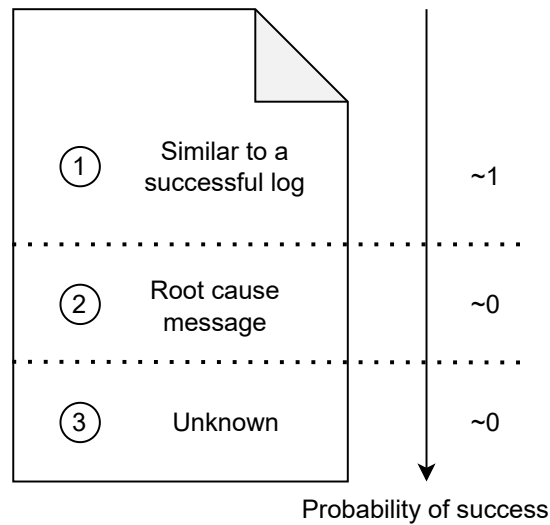 1
Similar to a
successful log
~1
2
Root cause
message
~0
3
Unknown
~0
Probability of success